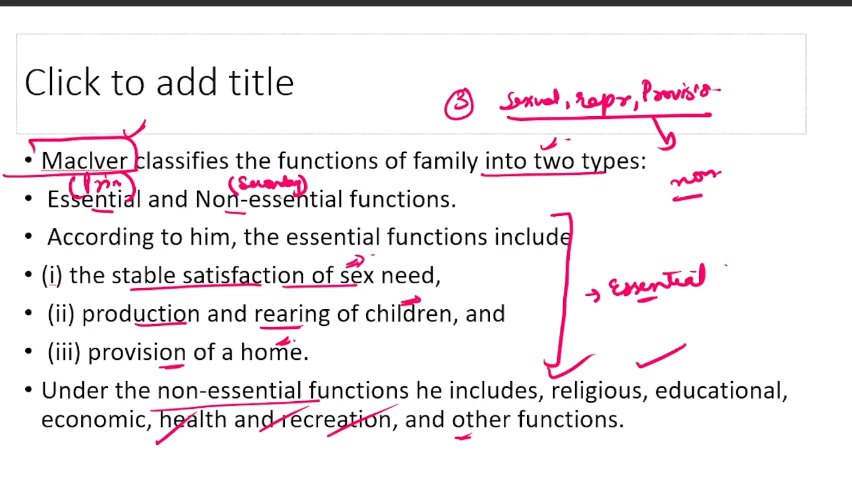 Click to add title
③ Sexual, repr, Provisio-
• MacIver classifies the functions of family into two types:
(Prim) (Secondary)
non
• Essential and Non-essential functions.
• According to him, the essential functions include
• (i) the stable satisfaction of sex need,
→ Essential
• (ii) production and rearing of children, and
• (iii) provision of a home.
• Under the non-essential functions he includes, religious, educational,
economic, health and recreation, and other functions.